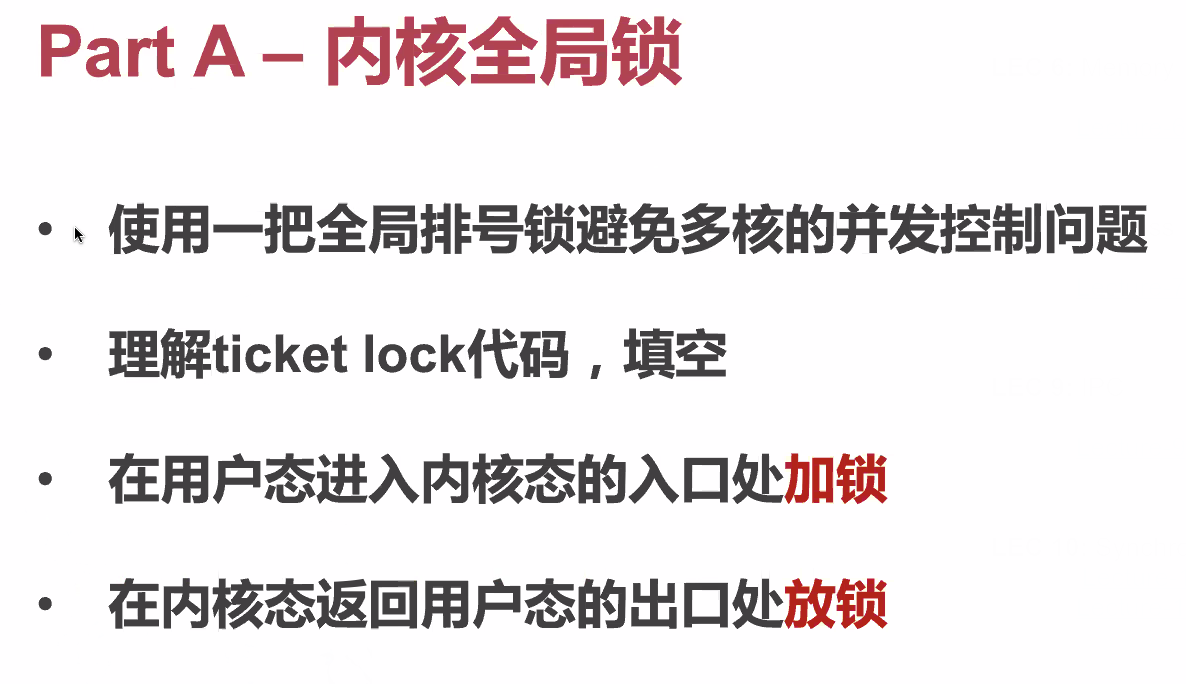 Part A – 内核全局锁
• 使用一把全局排号锁避免多核的并发控制问题
• 理解ticket lock代码，填空
• 在用户态进入内核态的入口处加锁
• 在内核态返回用户态的出口处放锁